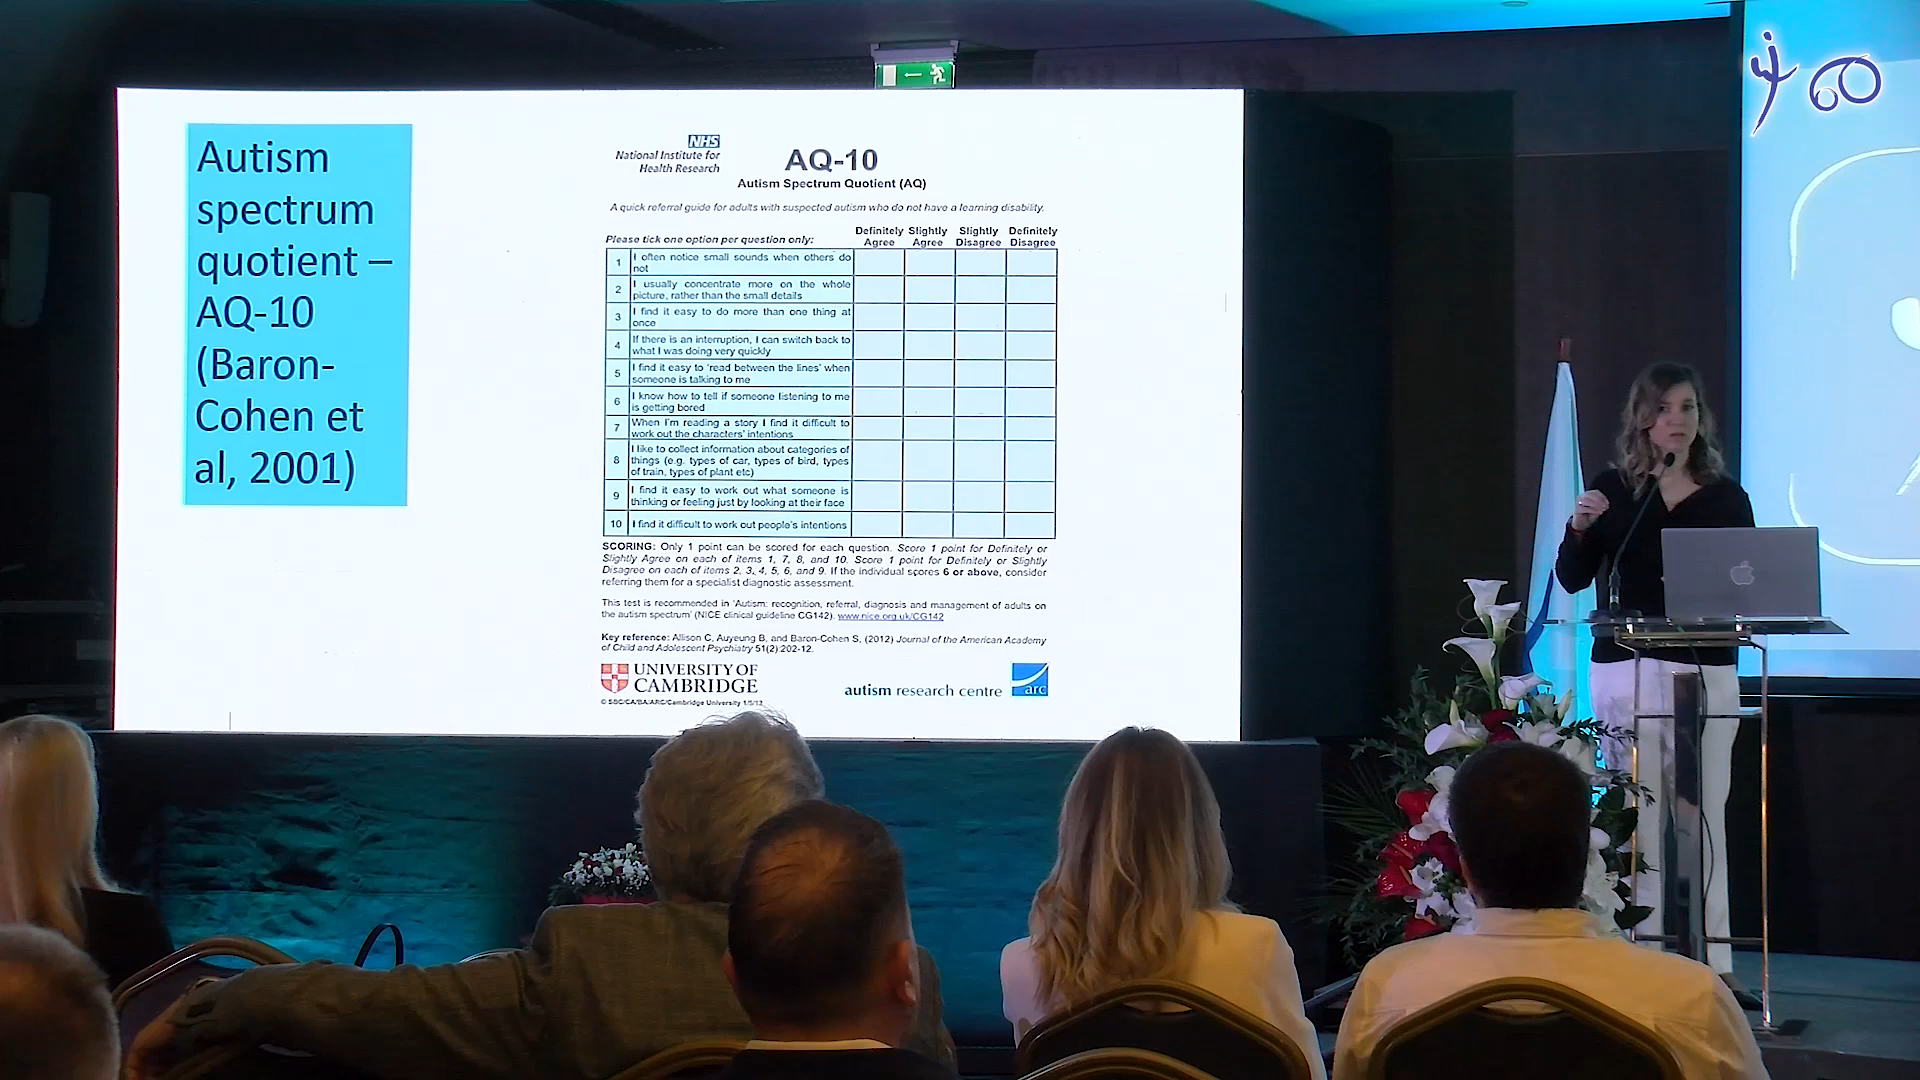 Autism
spectrum
quotient –
AQ-10
(Baron-
Cohen et
al, 2001)
NHS
National Institute for
Health Research
AQ-10
Autism Spectrum Quotient (AQ)
A quick referral guide for adults with suspected autism who do not have a learning disability.
Please tick one option per question only:
Definitely Agree
Slightly Agree
Slightly Disagree
Definitely Disagree
1 I often notice small sounds when others do
not
2 I usually concentrate more on the whole
picture, rather than the small details
3 I find it easy to do more than one thing at
once
4 If there is an interruption, I can switch back to
what I was doing very quickly
5 I find it easy to 'read between the lines' when
someone is talking to me
6 I know how to tell if someone listening to me
is getting bored
7 When I'm reading a story I find it difficult to
work out the characters' intentions
8 I like to collect information about categories of
things (e.g. types of car, types of bird, types
of train, types of plant etc)
9 I find it easy to work out what someone is
thinking or feeling just by looking at their face
10 I find it difficult to work out people's intentions
SCORING: Only 1 point can be scored for each question. Score 1 point for Definitely or
Slightly Agree on each of items 1, 7, 8, and 10. Score 1 point for Definitely or Slightly
Disagree on each of items 2, 3, 4, 5, 6, and 9. If the individual scores 6 or above, consider
referring them for a specialist diagnostic assessment.
This test is recommended in 'Autism: recognition, referral, diagnosis and management of adults on
the autism spectrum' (NICE clinical guideline CG142). www.nice.org.uk/CG142
Key reference: Allison C, Auyeung B, and Baron-Cohen S, (2012) Journal of the American Academy
of Child and Adolescent Psychiatry 51(2):202-12.
UNIVERSITY OF
CAMBRIDGE
autism research centre
arc
© SBC/CA/BA/ARC/Cambridge University 1/5/12
60